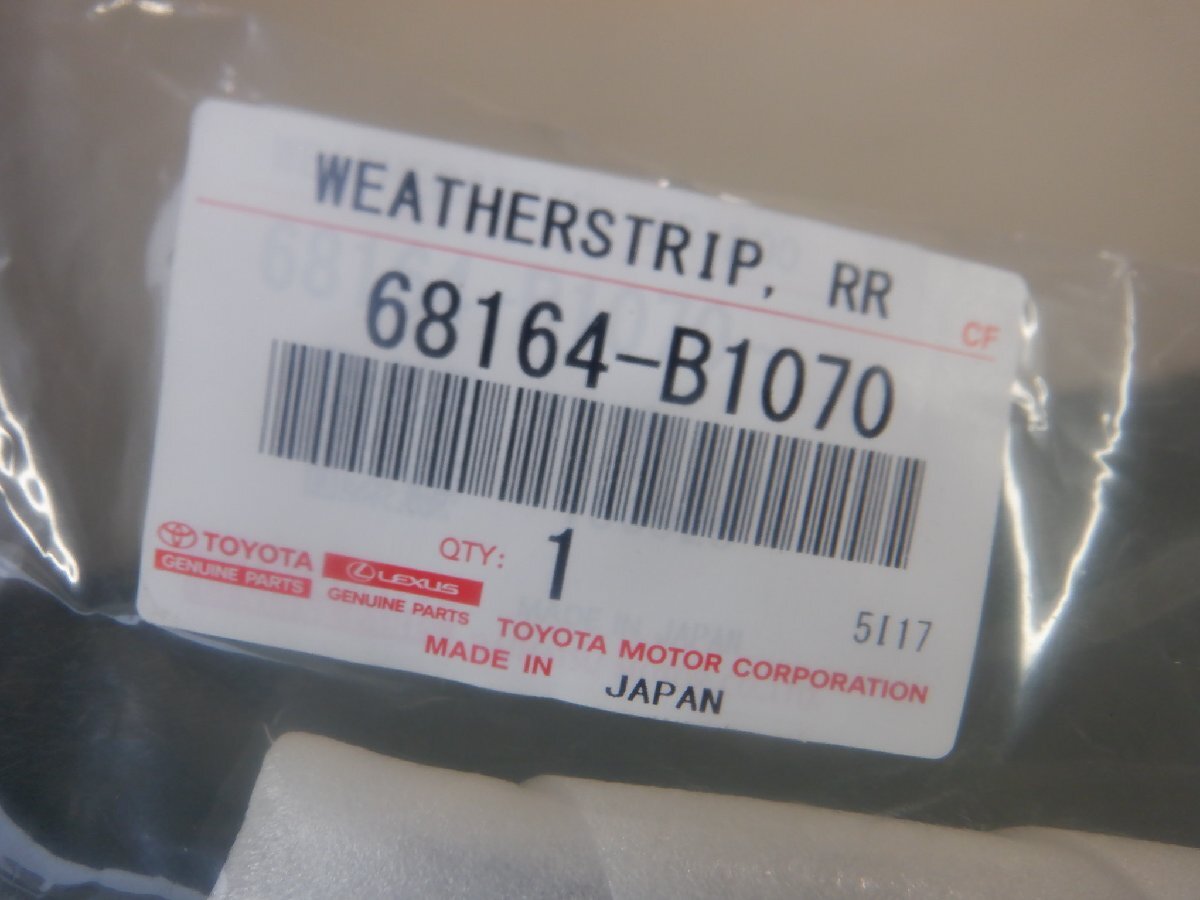 WEATHERSTRIP, RR
CF
68164-B1070
TOYOTA
GENUINE PARTS
LEXUS
GENUINE PARTS
QTY: 1
5I17
TOYOTA MOTOR CORPORATION
MADE IN JAPAN